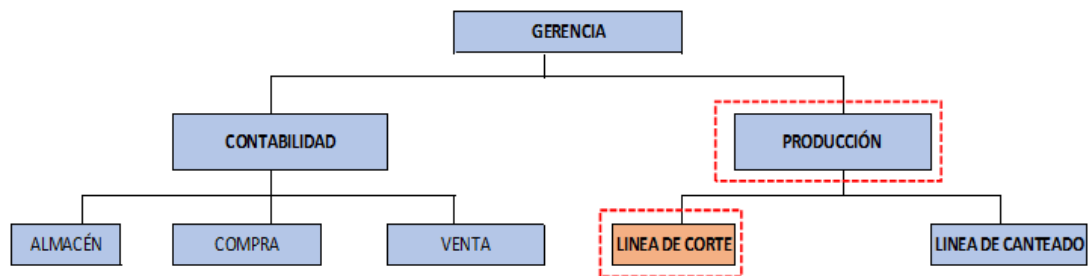 GERENCIA
CONTABILIDAD
PRODUCCIÓN
ALMACÉN
COMPRA
VENTA
LINEA DE CORTE
LINEA DE CANTEADO